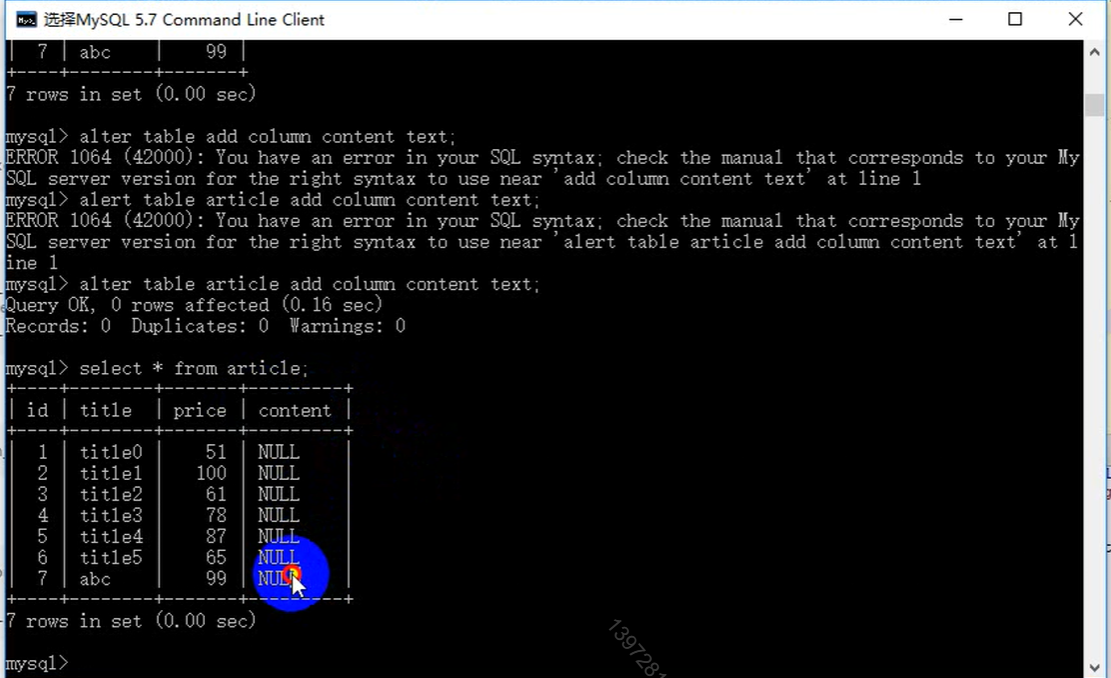 选择MySQL 5.7 Command Line Client
| 7 | abc | 99 |
+----+--------+-------+
7 rows in set (0.00 sec)
mysql> alter table add column content text;
ERROR 1064 (42000): You have an error in your SQL syntax; check the manual that corresponds to your My
SQL server version for the right syntax to use near 'add column content text' at line 1
mysql> alert table article add column content text;
ERROR 1064 (42000): You have an error in your SQL syntax; check the manual that corresponds to your My
SQL server version for the right syntax to use near 'alert table article add column content text' at l
ine 1
mysql> alter table article add column content text;
Query OK, 0 rows affected (0.16 sec)
Records: 0 Duplicates: 0 Warnings: 0
mysql> select * from article;
+----+--------+-------+---------+
| id | title | price | content |
+----+--------+-------+---------+
| 1 | title0 | 51 | NULL |
| 2 | title1 | 100 | NULL |
| 3 | title2 | 61 | NULL |
| 4 | title3 | 78 | NULL |
| 5 | title4 | 87 | NULL |
| 6 | title5 | 65 | NULL |
| 7 | abc | 99 | NULL |
+----+--------+-------+---------+
7 rows in set (0.00 sec)
mysql>